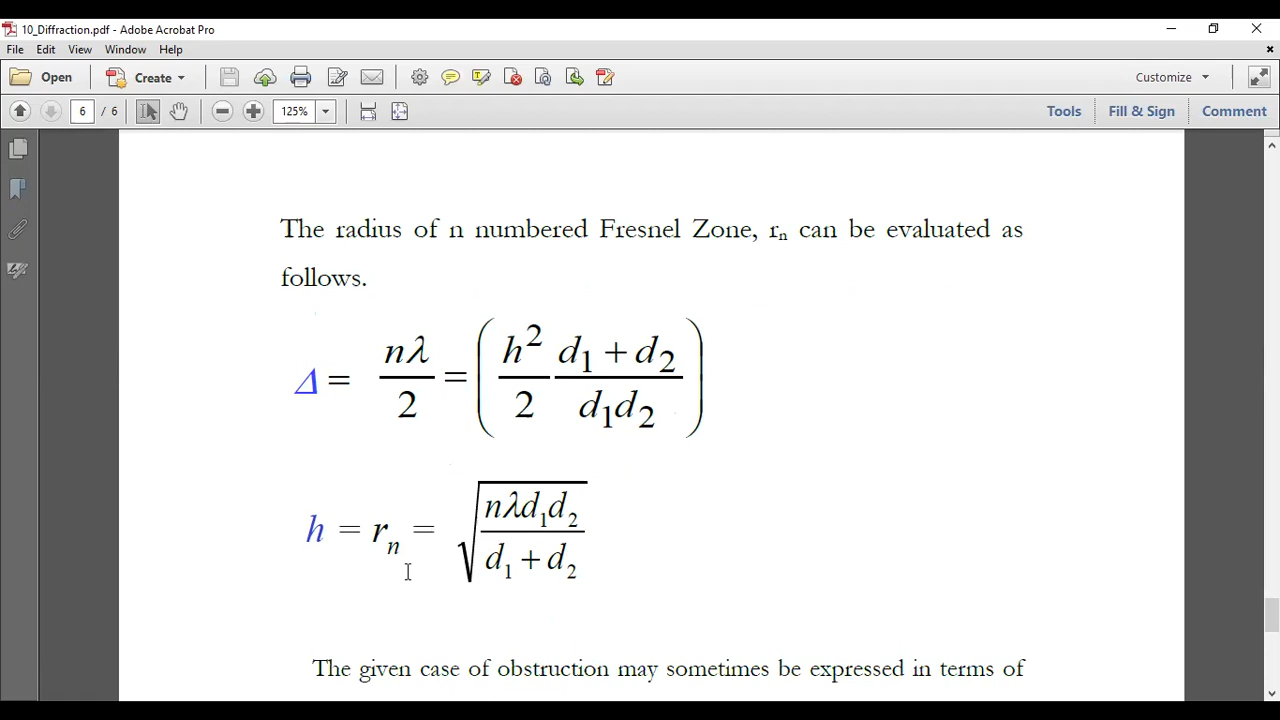 10_Diffraction.pdf - Adobe Acrobat Pro
File Edit View Window Help
Open Create Customize
6 / 6 125% Tools Fill & Sign Comment
The radius of n numbered Fresnel Zone, rₙ can be evaluated as
follows.
Δ = nλ/2 = (h²/2 (d₁ + d₂)/(d₁d₂))
h = rₙ = √(nλd₁d₂/(d₁ + d₂))
The given case of obstruction may sometimes be expressed in terms of